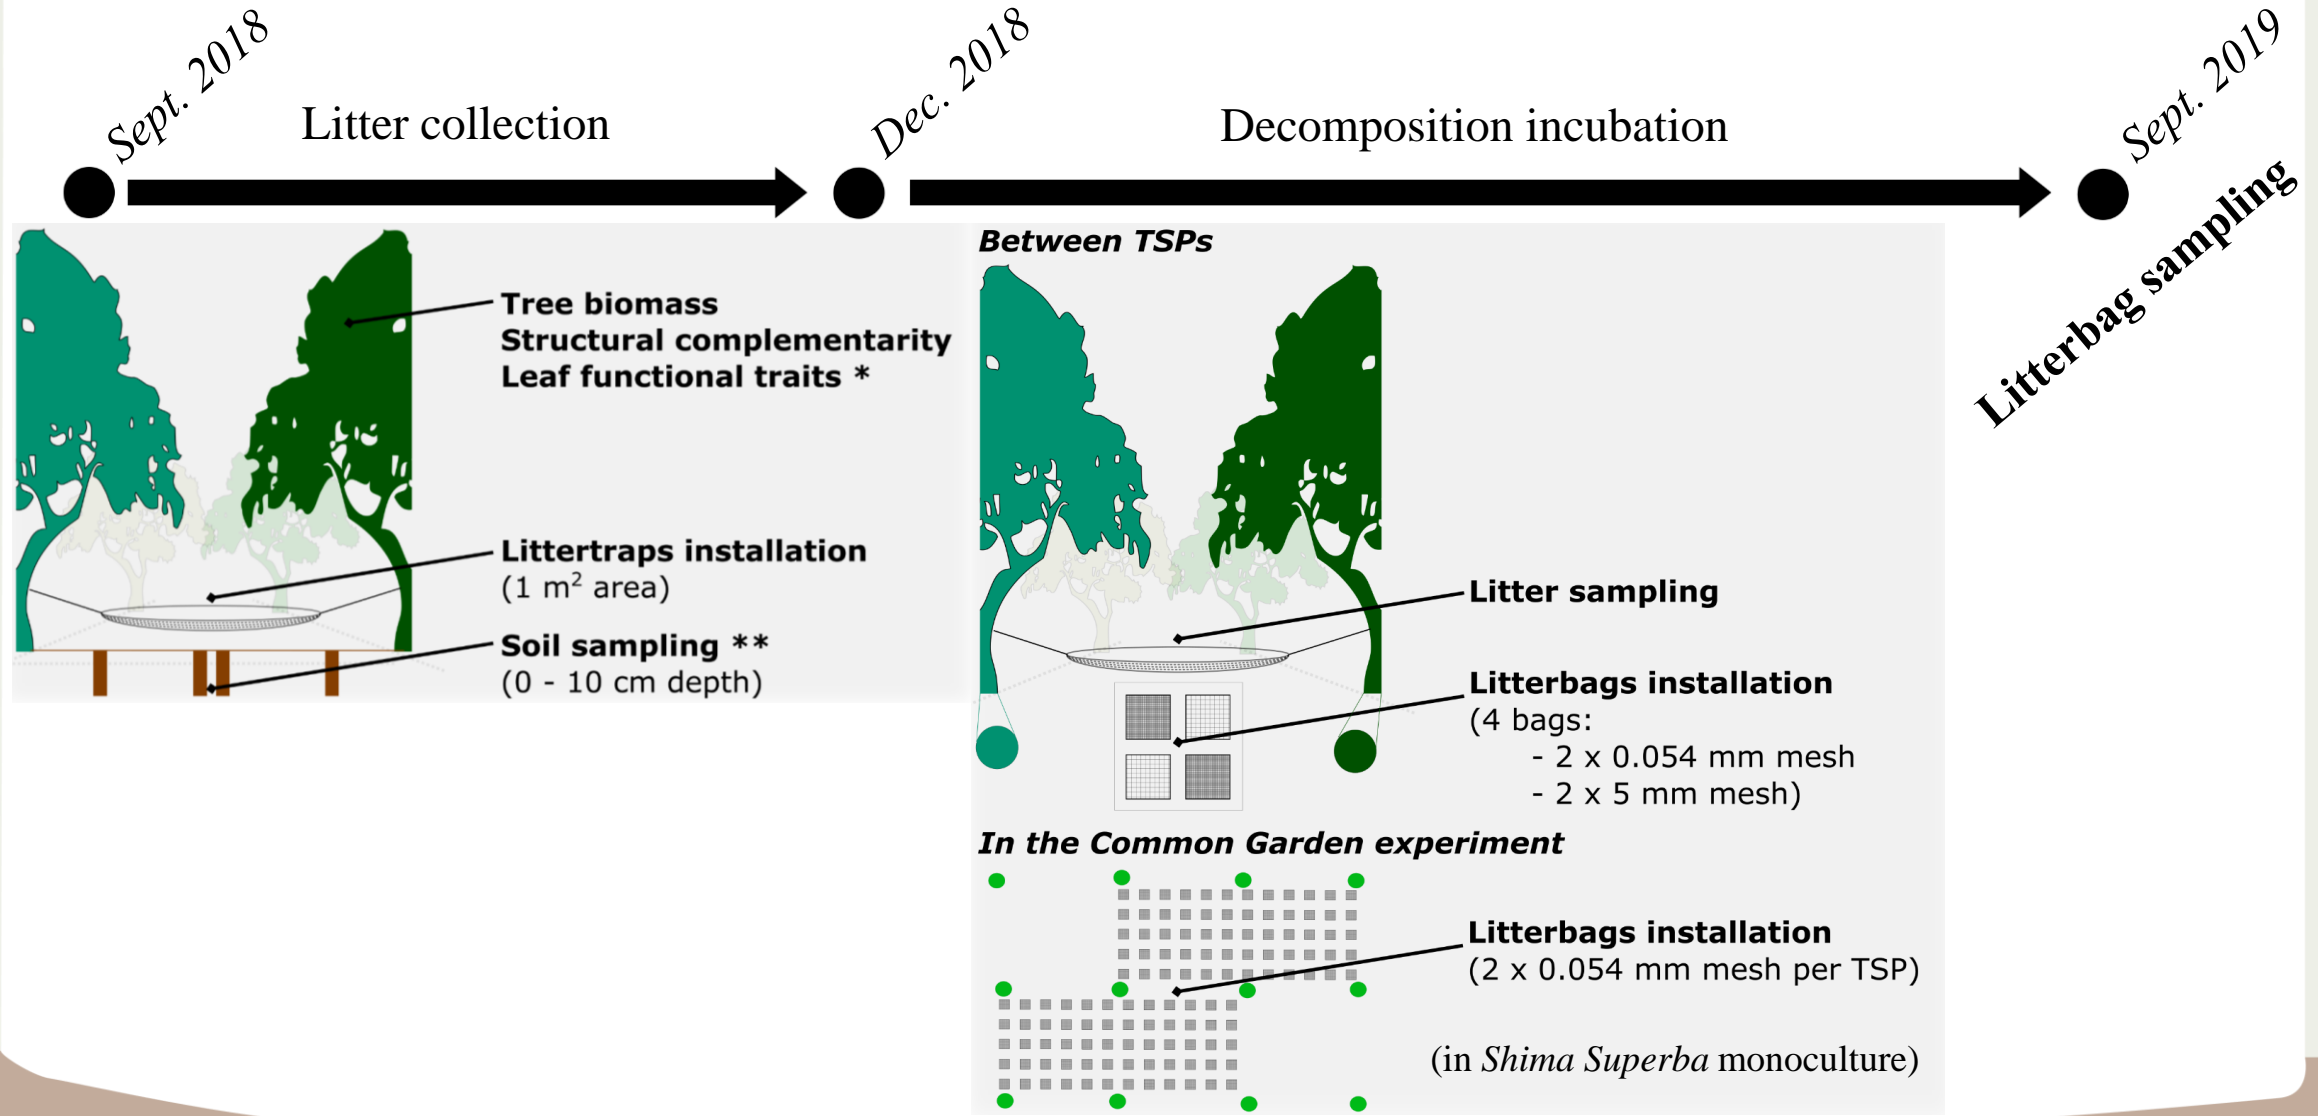 Sept. 2018
Litter collection
Dec. 2018
Decomposition incubation
Sept. 2019
Litterbag sampling
Tree biomass
Structural complementarity
Leaf functional traits *
Littertraps installation
(1 m² area)
Soil sampling **
(0 - 10 cm depth)
Between TSPs
Litter sampling
Litterbags installation
(4 bags:
- 2 x 0.054 mm mesh
- 2 x 5 mm mesh)
In the Common Garden experiment
Litterbags installation
(2 x 0.054 mm mesh per TSP)
(in Shima Superba monoculture)